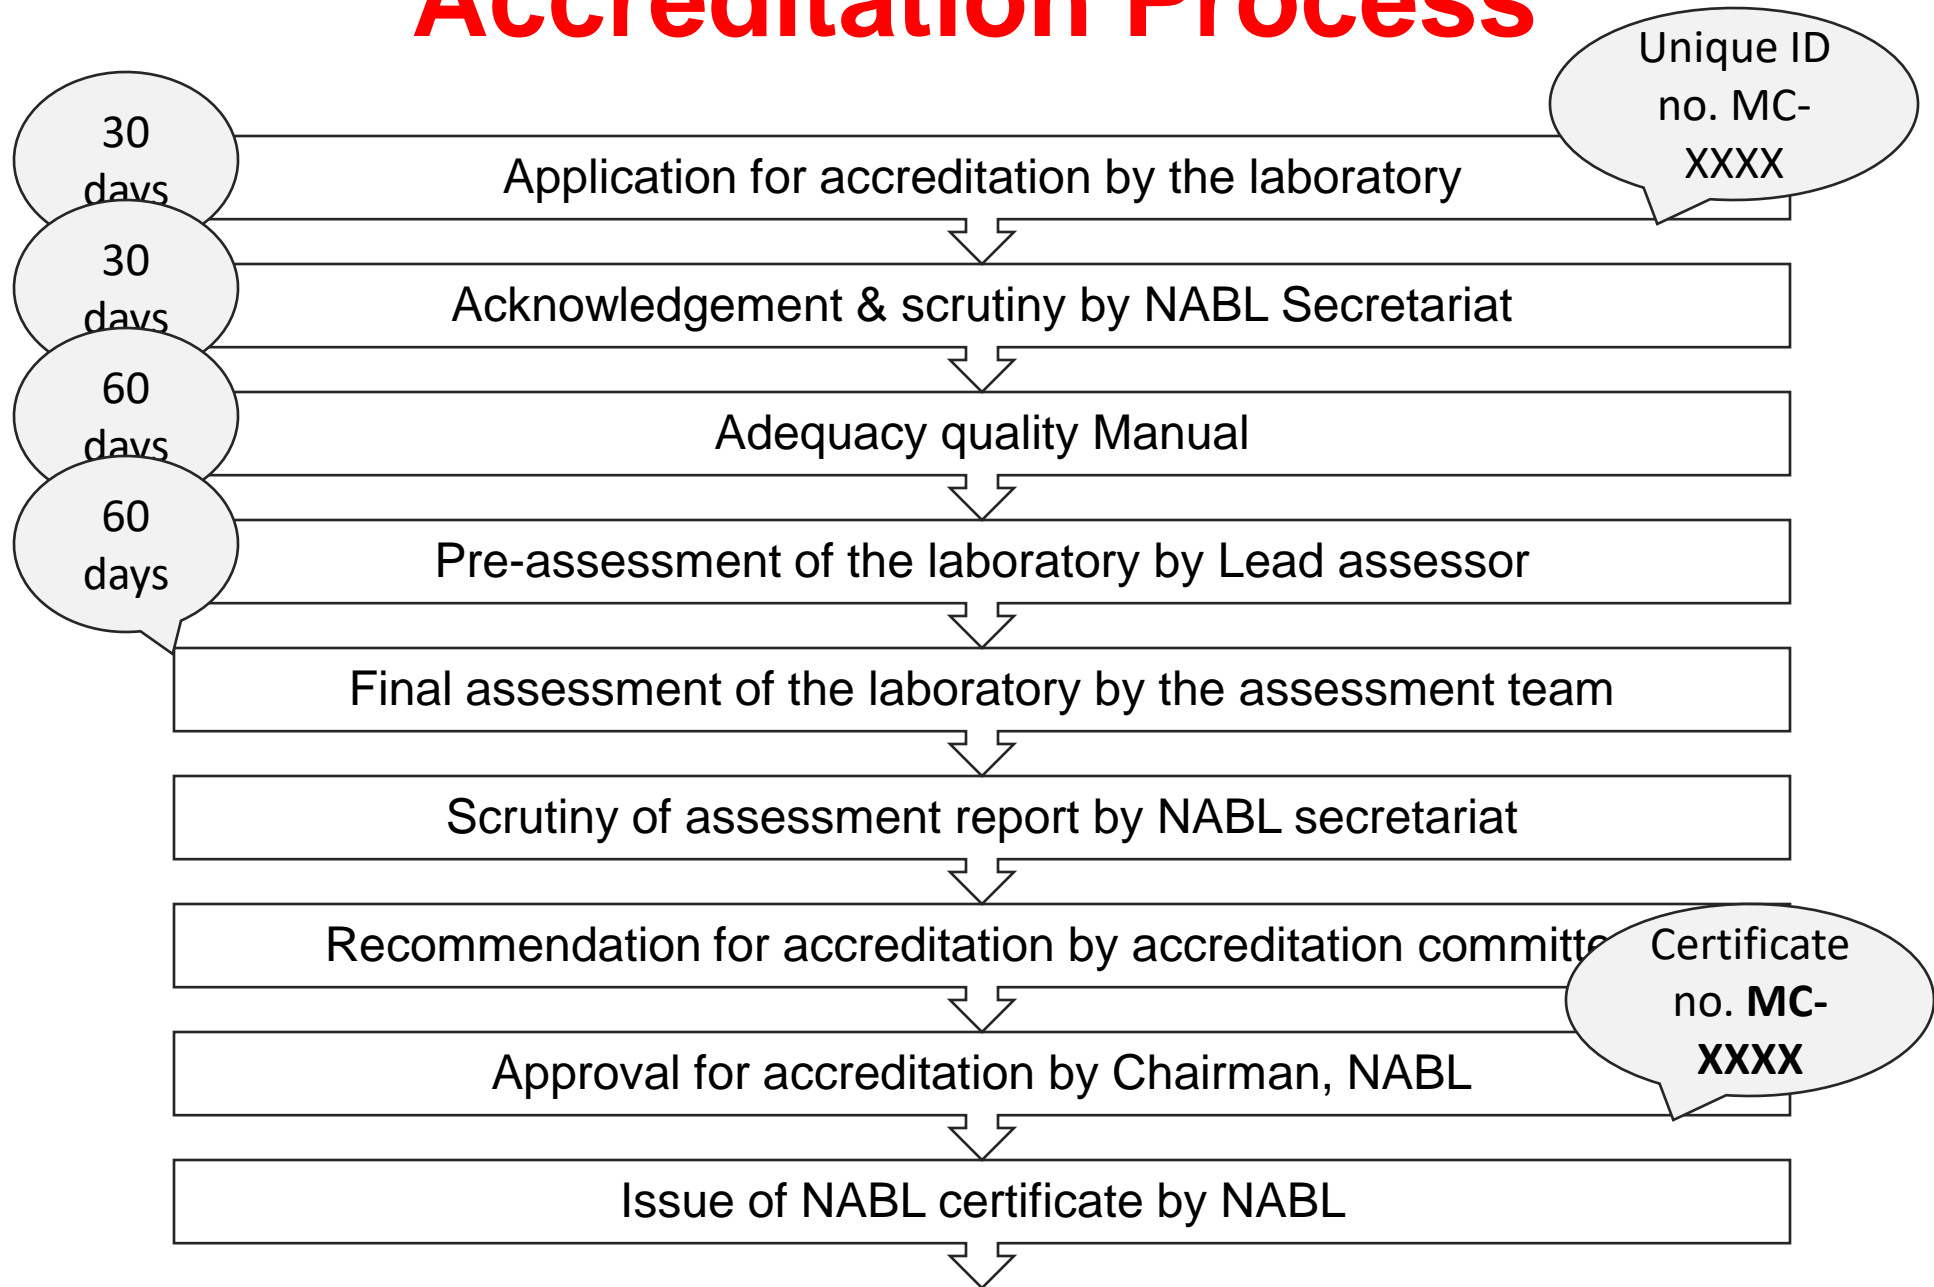 Accreditation Process
Unique ID
no. MC-
XXXX
30
days
Application for accreditation by the laboratory
30
days
Acknowledgement & scrutiny by NABL Secretariat
60
days
Adequacy quality Manual
60
days
Pre-assessment of the laboratory by Lead assessor
Final assessment of the laboratory by the assessment team
Scrutiny of assessment report by NABL secretariat
Recommendation for accreditation by accreditation committe
Certificate
no. MC-
XXXX
Approval for accreditation by Chairman, NABL
Issue of NABL certificate by NABL